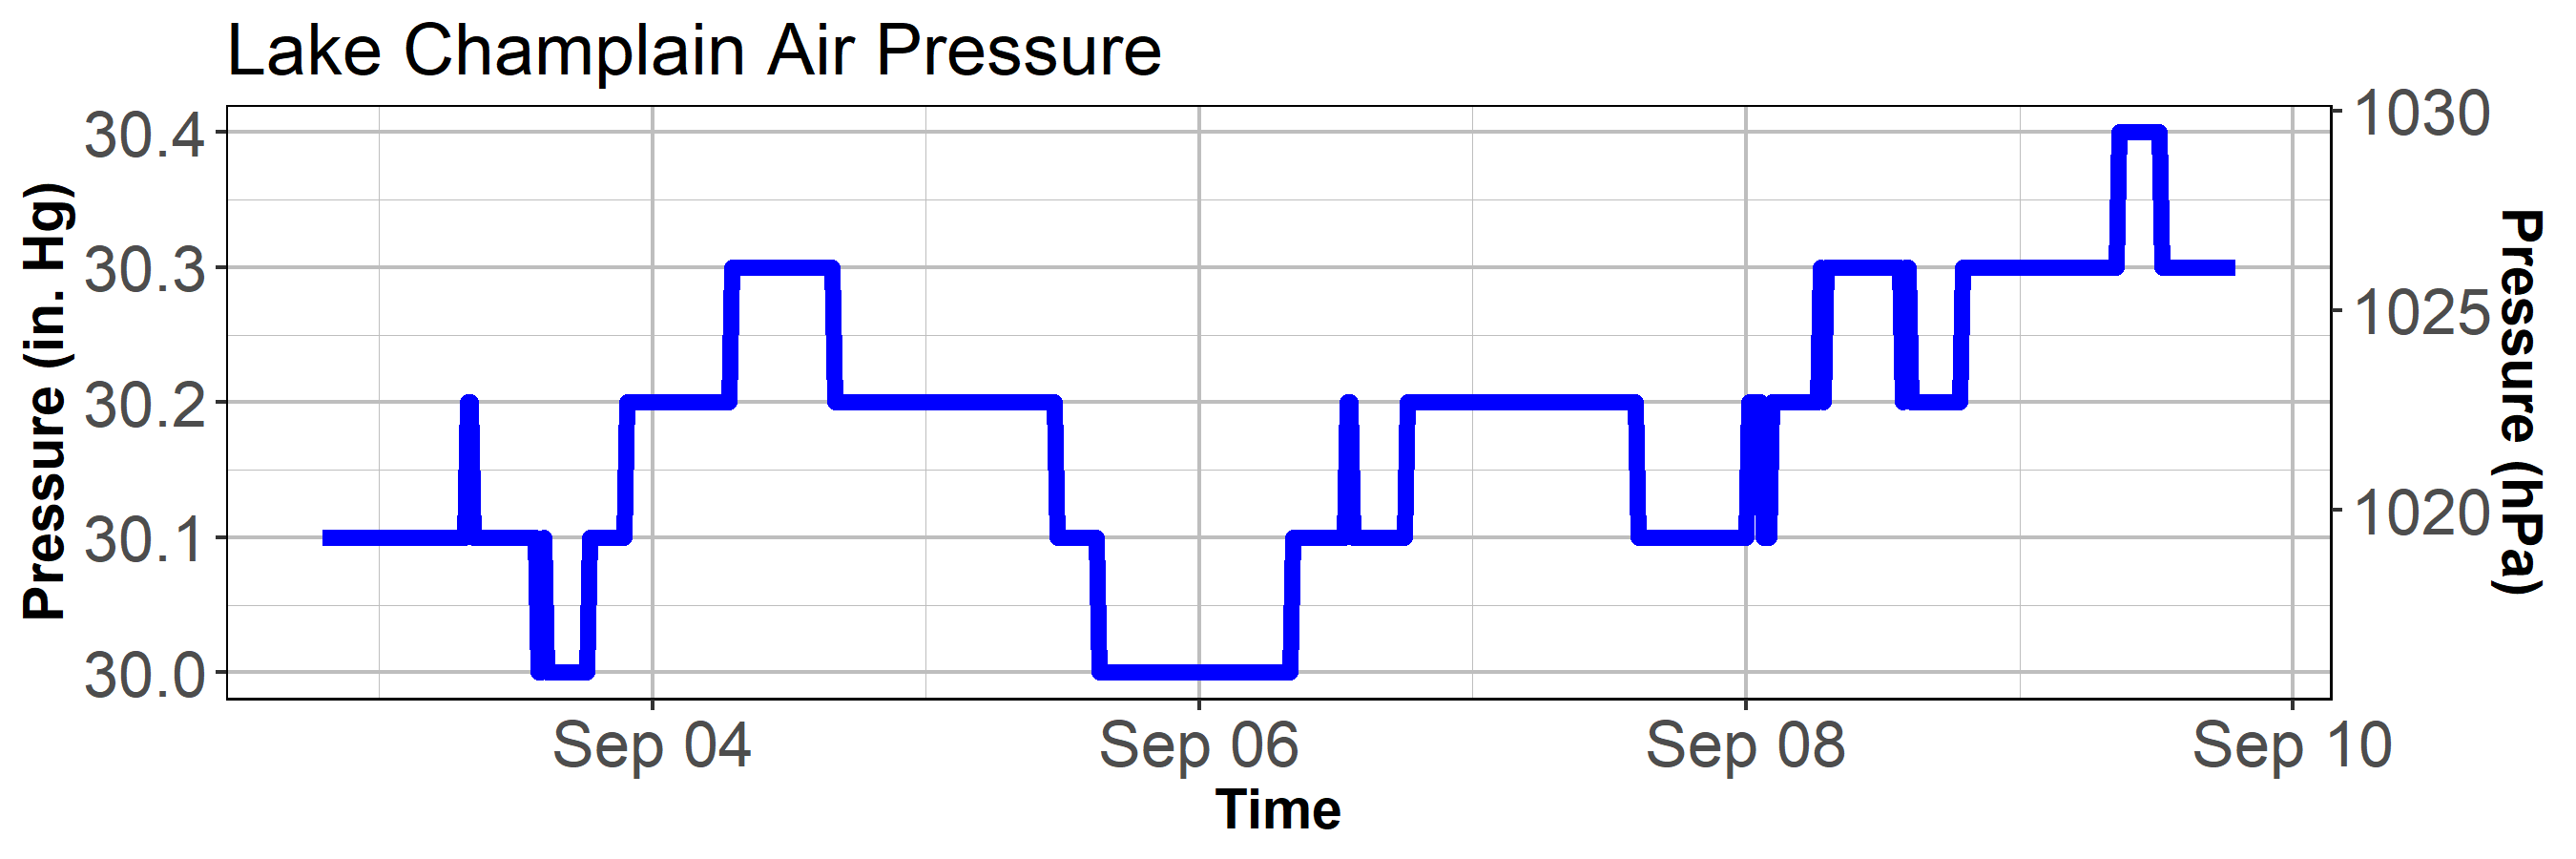 Lake Champlain Air Pressure
30.4
30.3
30.2
30.1
30.0
Pressure (in. Hg)
1030
1025
1020
Pressure (hPa)
Sep 04
Sep 06
Sep 08
Sep 10
Time